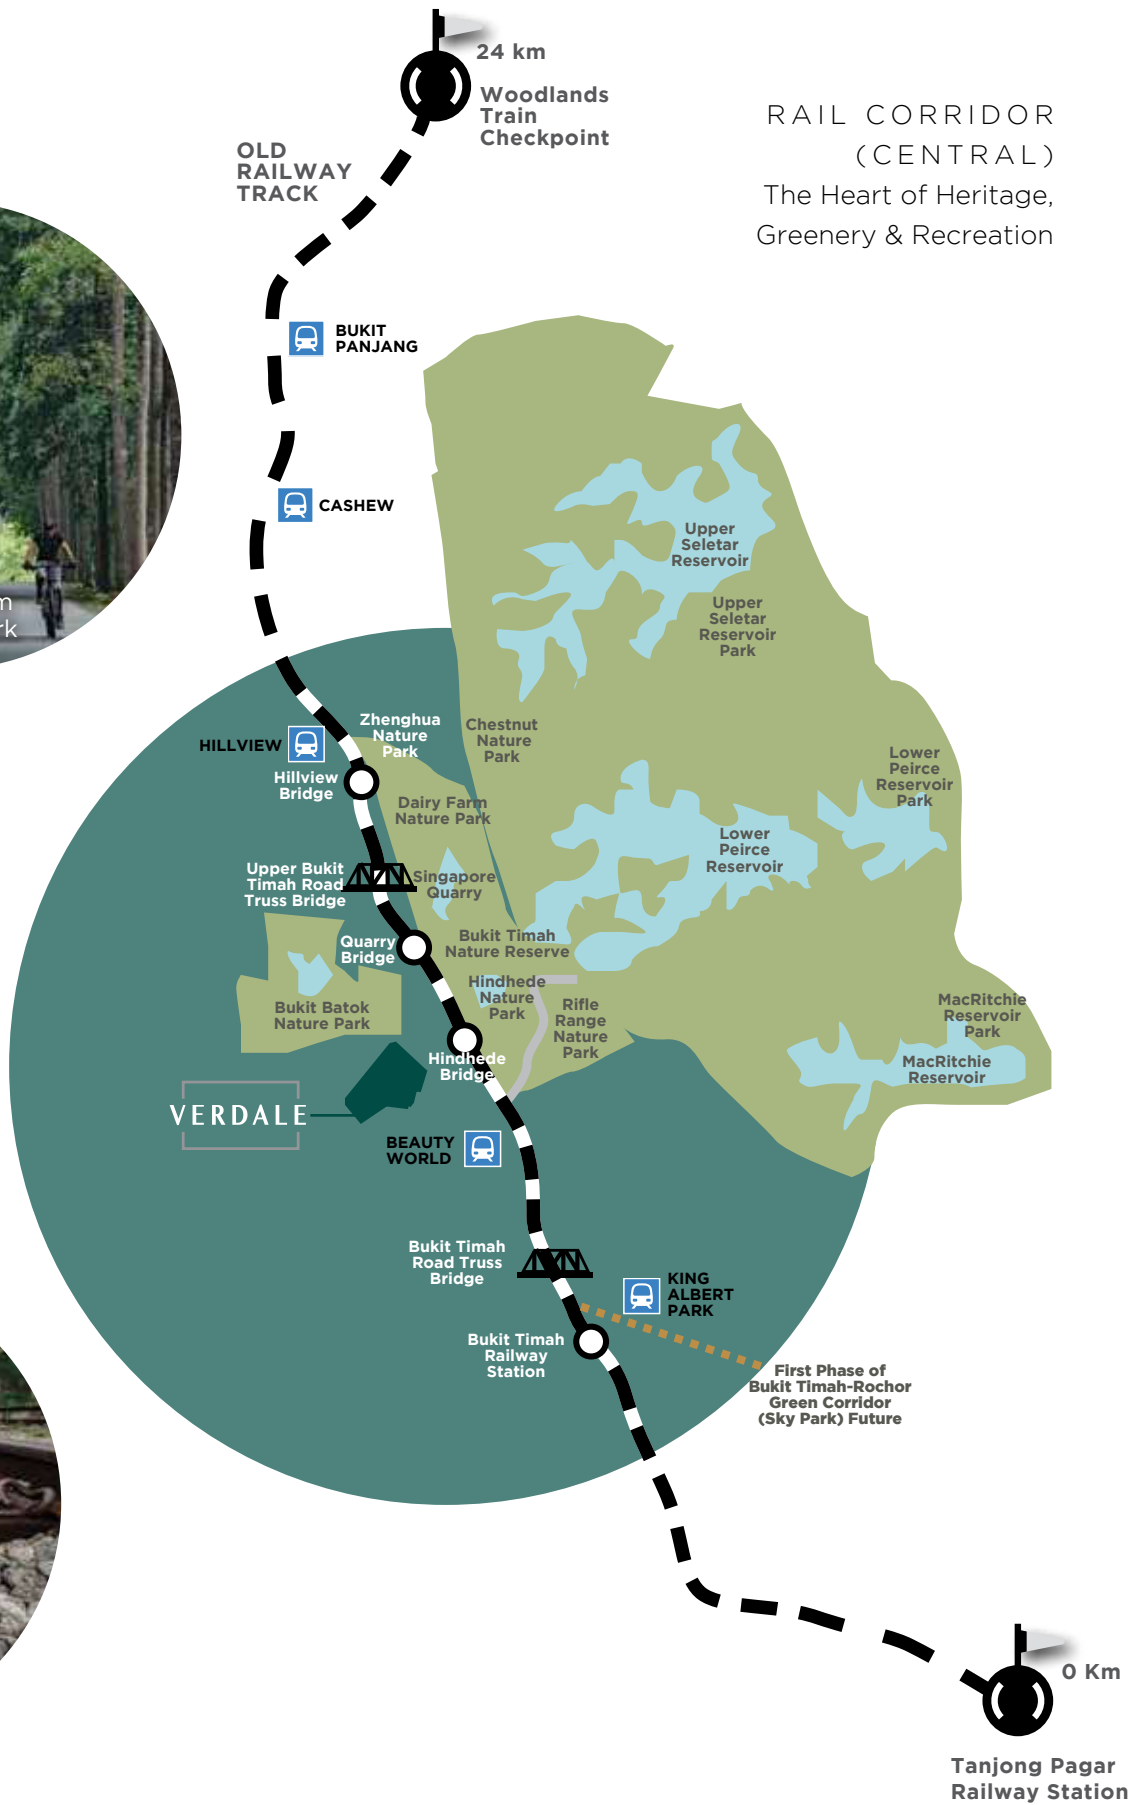 24 km
Woodlands
Train
Checkpoint
RAIL CORRIDOR
(CENTRAL)
The Heart of Heritage,
Greenery & Recreation
OLD
RAILWAY
TRACK
BUKIT
PANJANG
CASHEW
Upper
Seletar
Reservoir
Upper
Seletar
Reservoir
Park
Zhenghua
Nature
Park
Chestnut
Nature
Park
HILLVIEW
Hillview
Bridge
Lower
Peirce
Reservoir
Park
Dairy Farm
Nature Park
Lower
Peirce
Reservoir
Upper Bukit
Timah Road
Truss Bridge
Singapore
Quarry
Quarry
Bridge
Bukit Timah
Nature Reserve
Hindhede
Nature
Park
Rifle
Range
Nature
Park
Bukit Batok
Nature Park
MacRitchie
Reservoir
Park
MacRitchie
Reservoir
Hindhede
Bridge
VERDALE
BEAUTY
WORLD
Bukit Timah
Road Truss
Bridge
KING
ALBERT
PARK
Bukit Timah
Railway
Station
First Phase of
Bukit Timah-Rochor
Green Corridor
(Sky Park) Future
0 Km
Tanjong Pagar
Railway Station